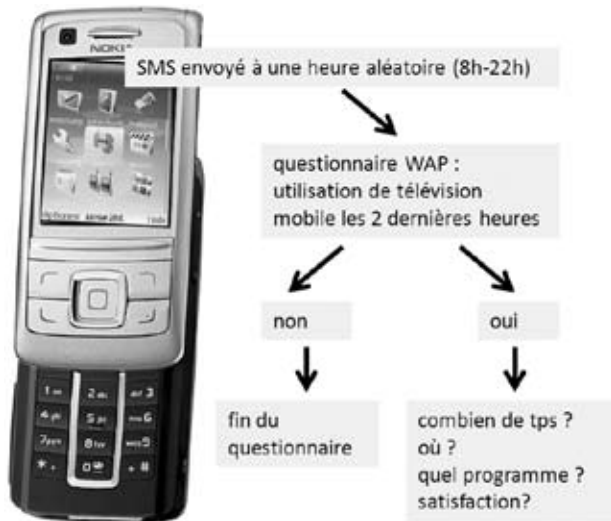 NOKIA
SMS envoyé à une heure aléatoire (8h-22h)
questionnaire WAP :
utilisation de télévision
mobile les 2 dernières heures
non
oui
fin du
questionnaire
combien de tps ?
où ?
quel programme ?
satisfaction?